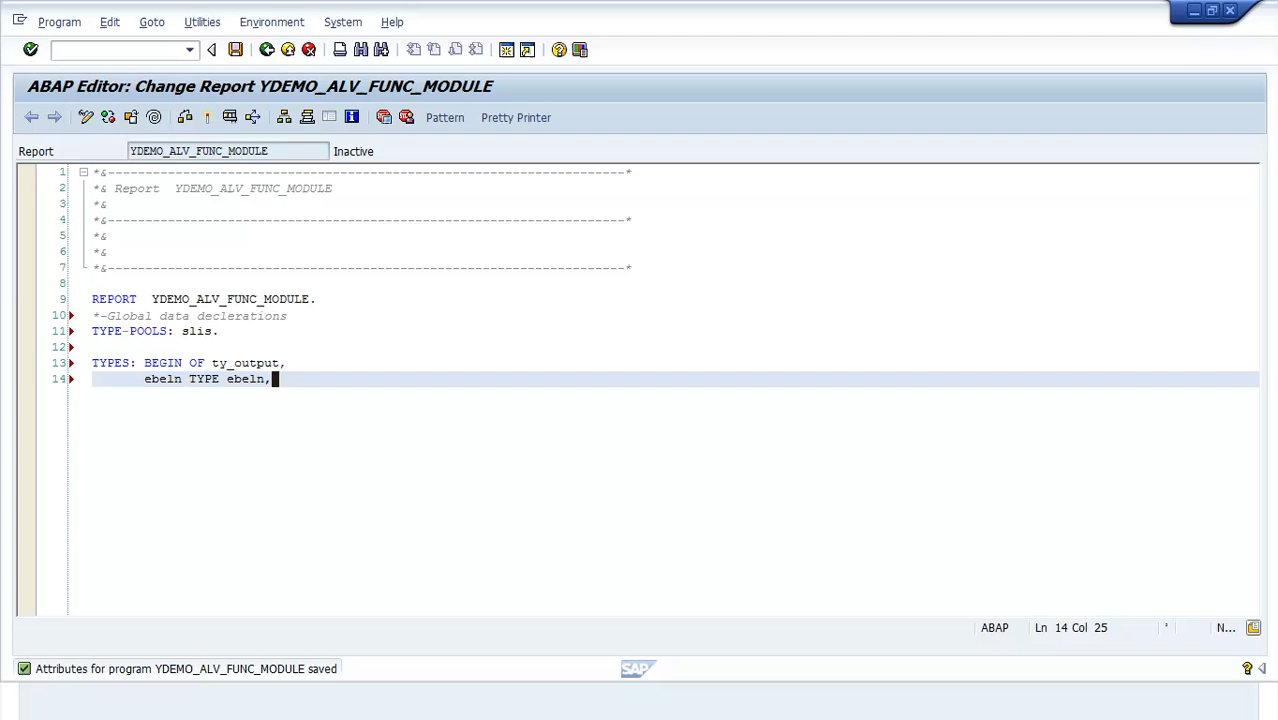 Program Edit Goto Utilities Environment System Help
ABAP Editor: Change Report YDEMO_ALV_FUNC_MODULE
Pattern Pretty Printer
Report YDEMO_ALV_FUNC_MODULE Inactive
1 *&---------------------------------------------------------------------*
2 *& Report  YDEMO_ALV_FUNC_MODULE
3 *&
4 *&---------------------------------------------------------------------*
5 *&
6 *&
7 *&---------------------------------------------------------------------*
8
9 REPORT  YDEMO_ALV_FUNC_MODULE.
10 *-Global data declerations
11 TYPE-POOLS: slis.
12
13 TYPES: BEGIN OF ty_output,
14 ebeln TYPE ebeln,
ABAP Ln 14 Col 25 N...
Attributes for program YDEMO_ALV_FUNC_MODULE saved SAP